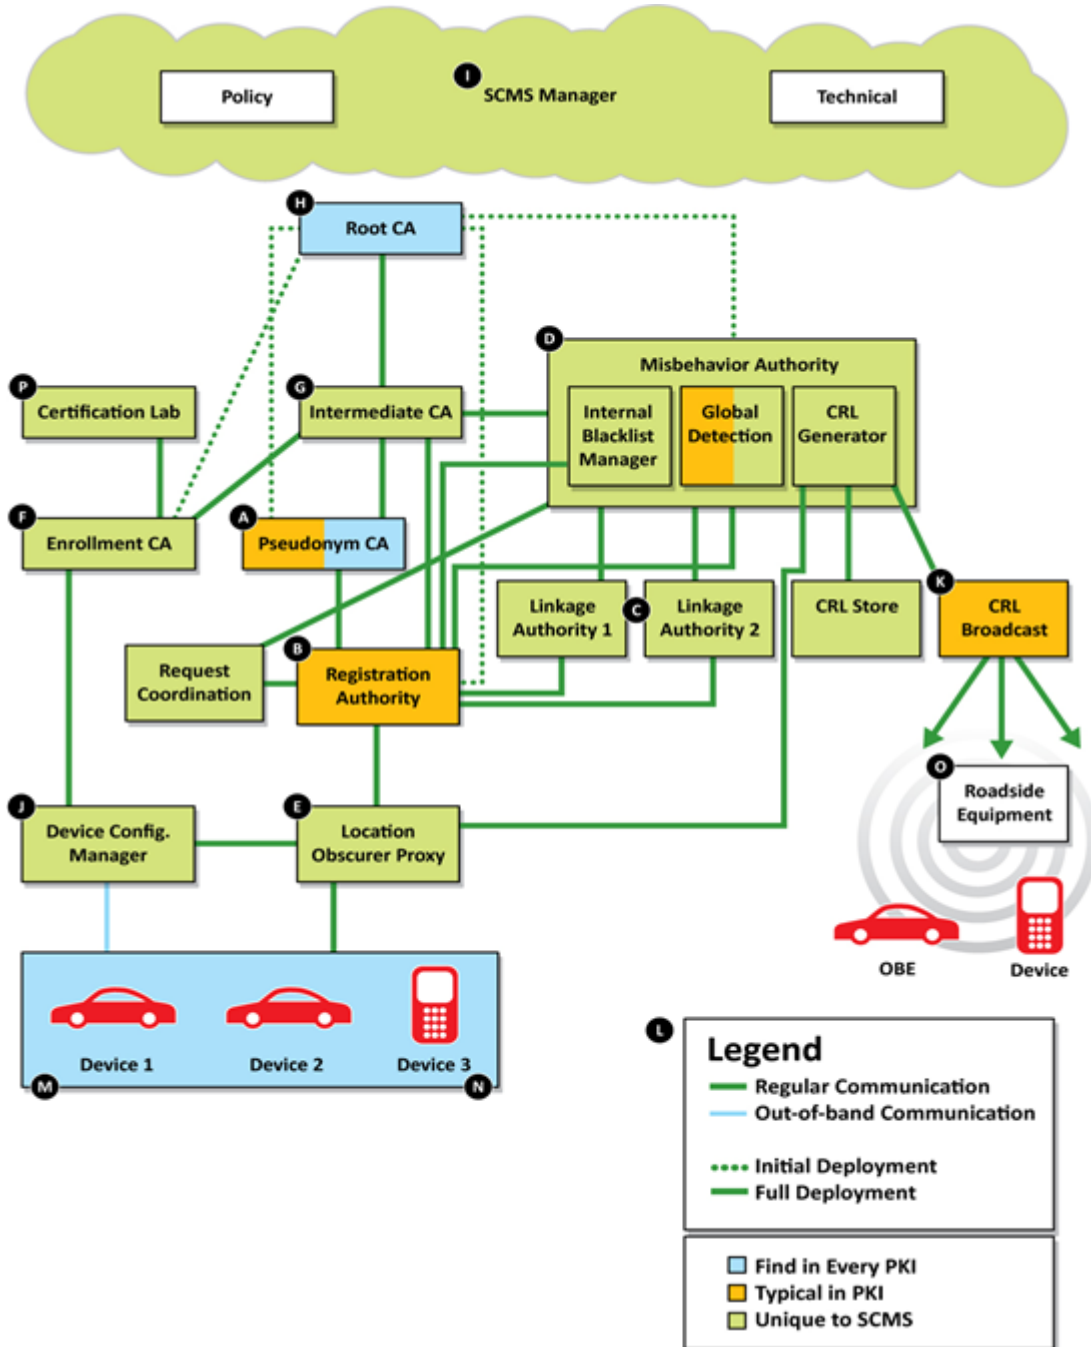 I
Policy
SCMS Manager
Technical
H
Root CA
D
Misbehavior Authority
P
Certification Lab
G
Intermediate CA
Internal
Blacklist
Manager
Global
Detection
CRL
Generator
F
Enrollment CA
A
Pseudonym CA
Linkage
Authority 1
C
Linkage
Authority 2
CRL Store
K
CRL
Broadcast
Request
Coordination
B
Registration
Authority
O
Roadside
Equipment
J
Device Config.
Manager
E
Location
Obscurer Proxy
OBE
Device
Device 1
Device 2
Device 3
M
N
L
Legend
Regular Communication
Out-of-band Communication
Initial Deployment
Full Deployment
Find in Every PKI
Typical in PKI
Unique to SCMS